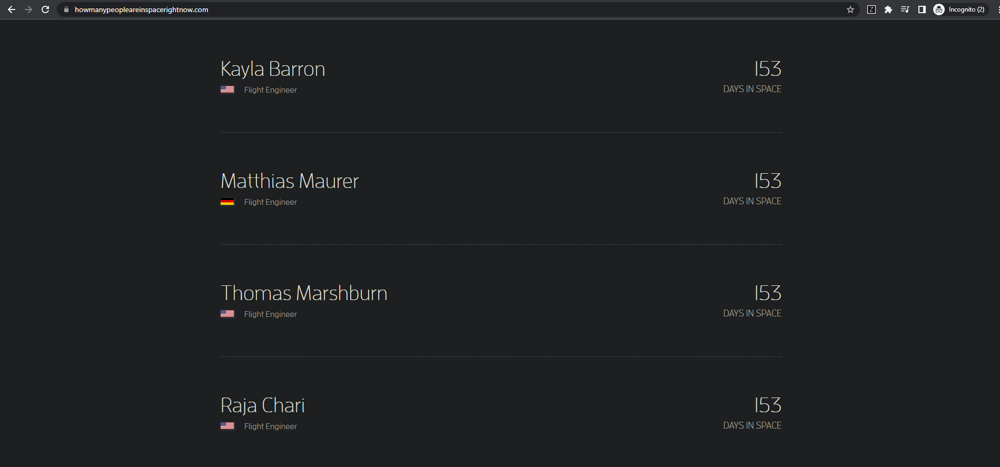 howmanypeopleareinspacerightnow.com
Incognito (2)
Kayla Barron
153
Flight Engineer
DAYS IN SPACE
Matthias Maurer
153
Flight Engineer
DAYS IN SPACE
Thomas Marshburn
153
Flight Engineer
DAYS IN SPACE
Raja Chari
153
Flight Engineer
DAYS IN SPACE